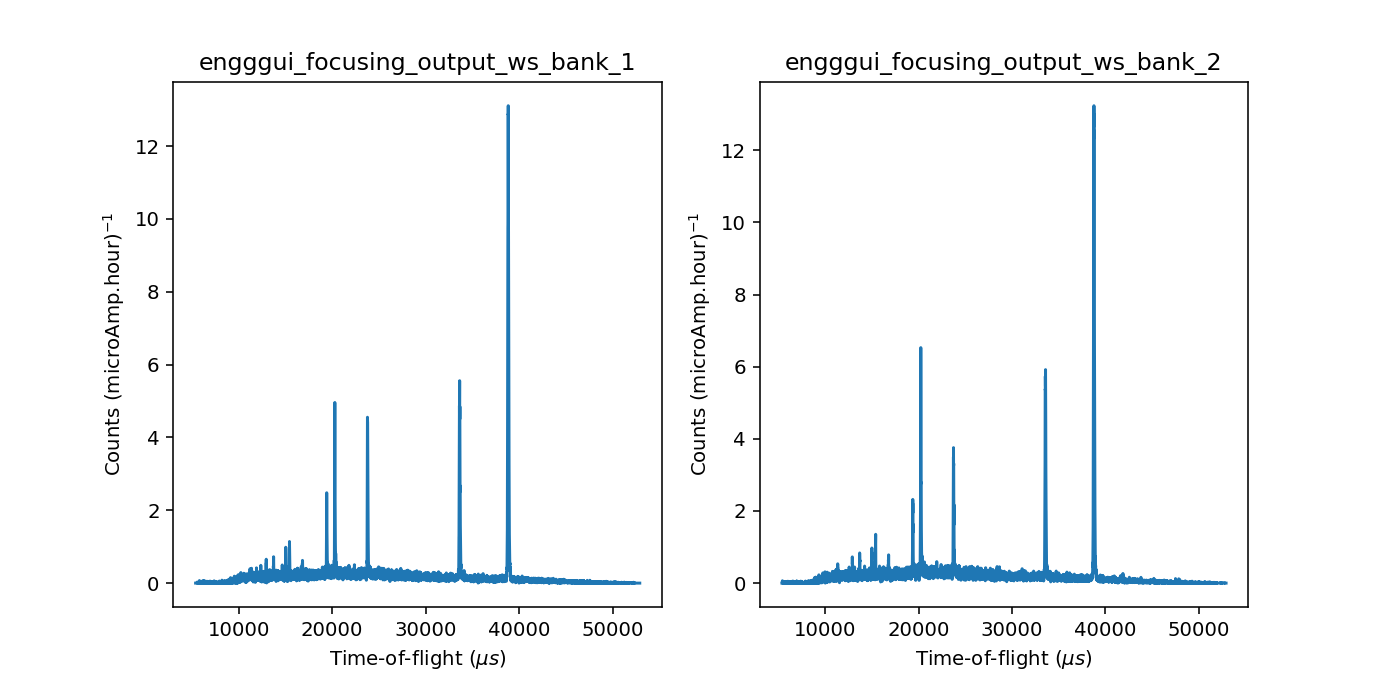 engggui_focusing_output_ws_bank_1
engggui_focusing_output_ws_bank_2
Counts (microAmp.hour)⁻¹
12
10
8
6
4
2
0
10000 20000 30000 40000 50000
Time-of-flight (μs)
Counts (microAmp.hour)⁻¹
12
10
8
6
4
2
0
10000 20000 30000 40000 50000
Time-of-flight (μs)